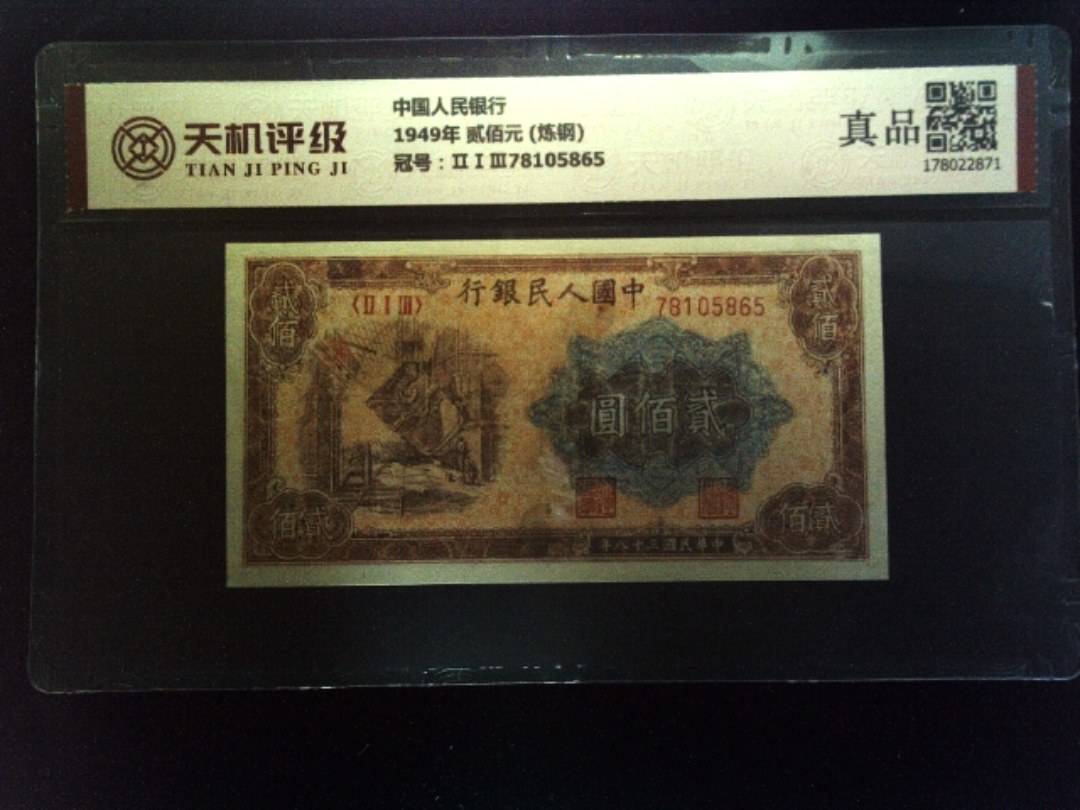 天机评级
TIAN JI PING JI
中国人民银行
1949年 贰佰元 (炼钢)
冠号：II I III78105865
真品
178022871
行銀民人國中
〈II I III〉
78105865
貳佰
貳佰
圓佰貳
佰貳
佰貳
年八十三國民華中